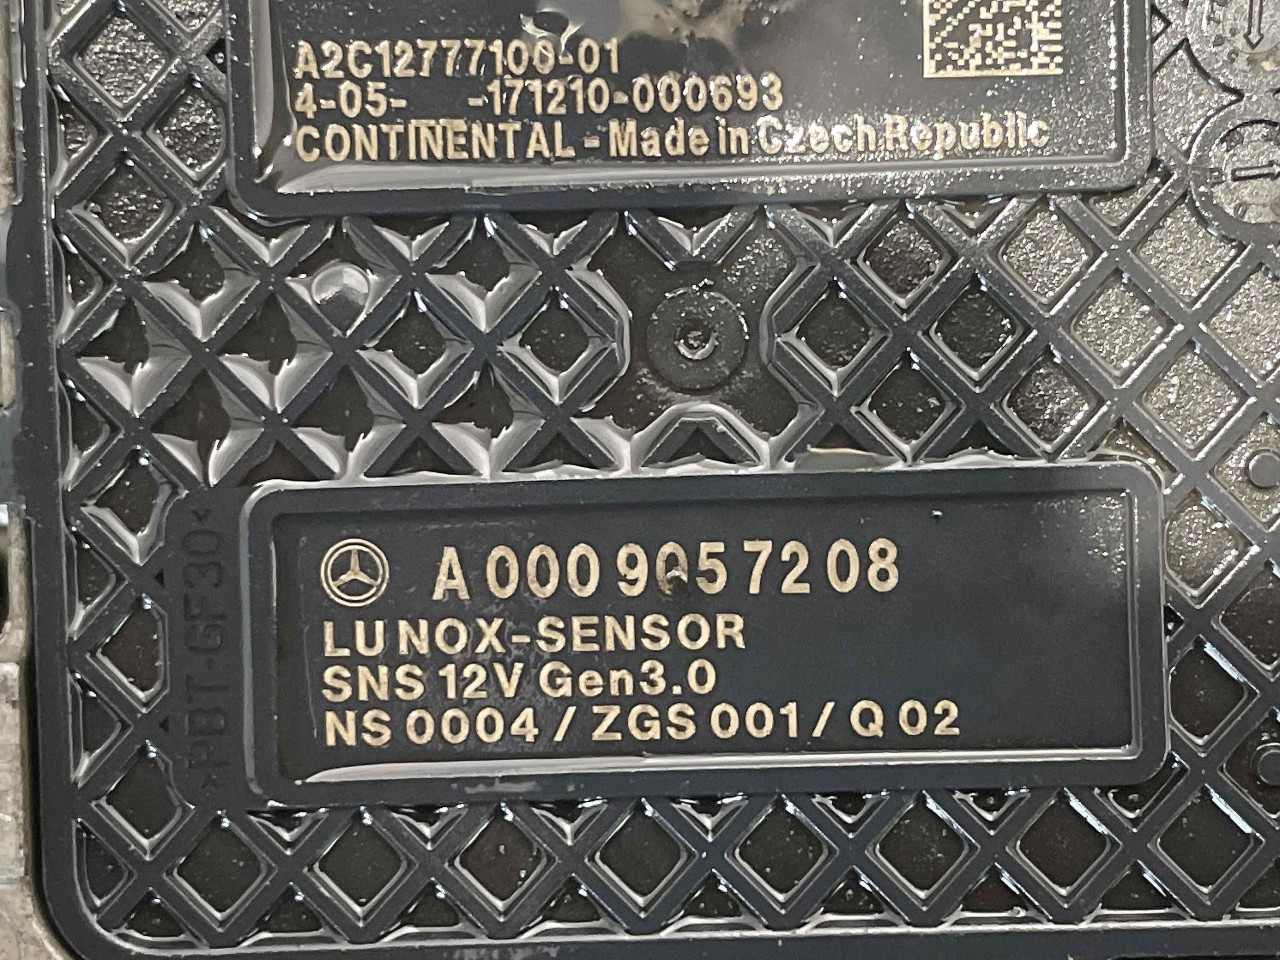 A2C12777100-01
4-05- -171210-000693
CONTINENTAL - Made in Czech Republic
A 000 905 72 08
LU NOX-SENSOR
SNS 12V Gen3.0
NS 0004 / ZGS 001 / Q 02
>PBT-GF30<